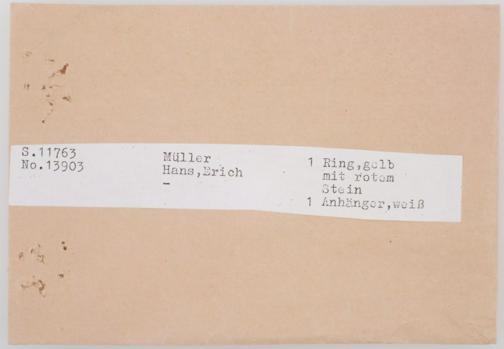 S.11763
No.13903
Müller
Hans,Erich
-
1 Ring,gelb
mit rotem
Stein
1 Anhänger,weiß